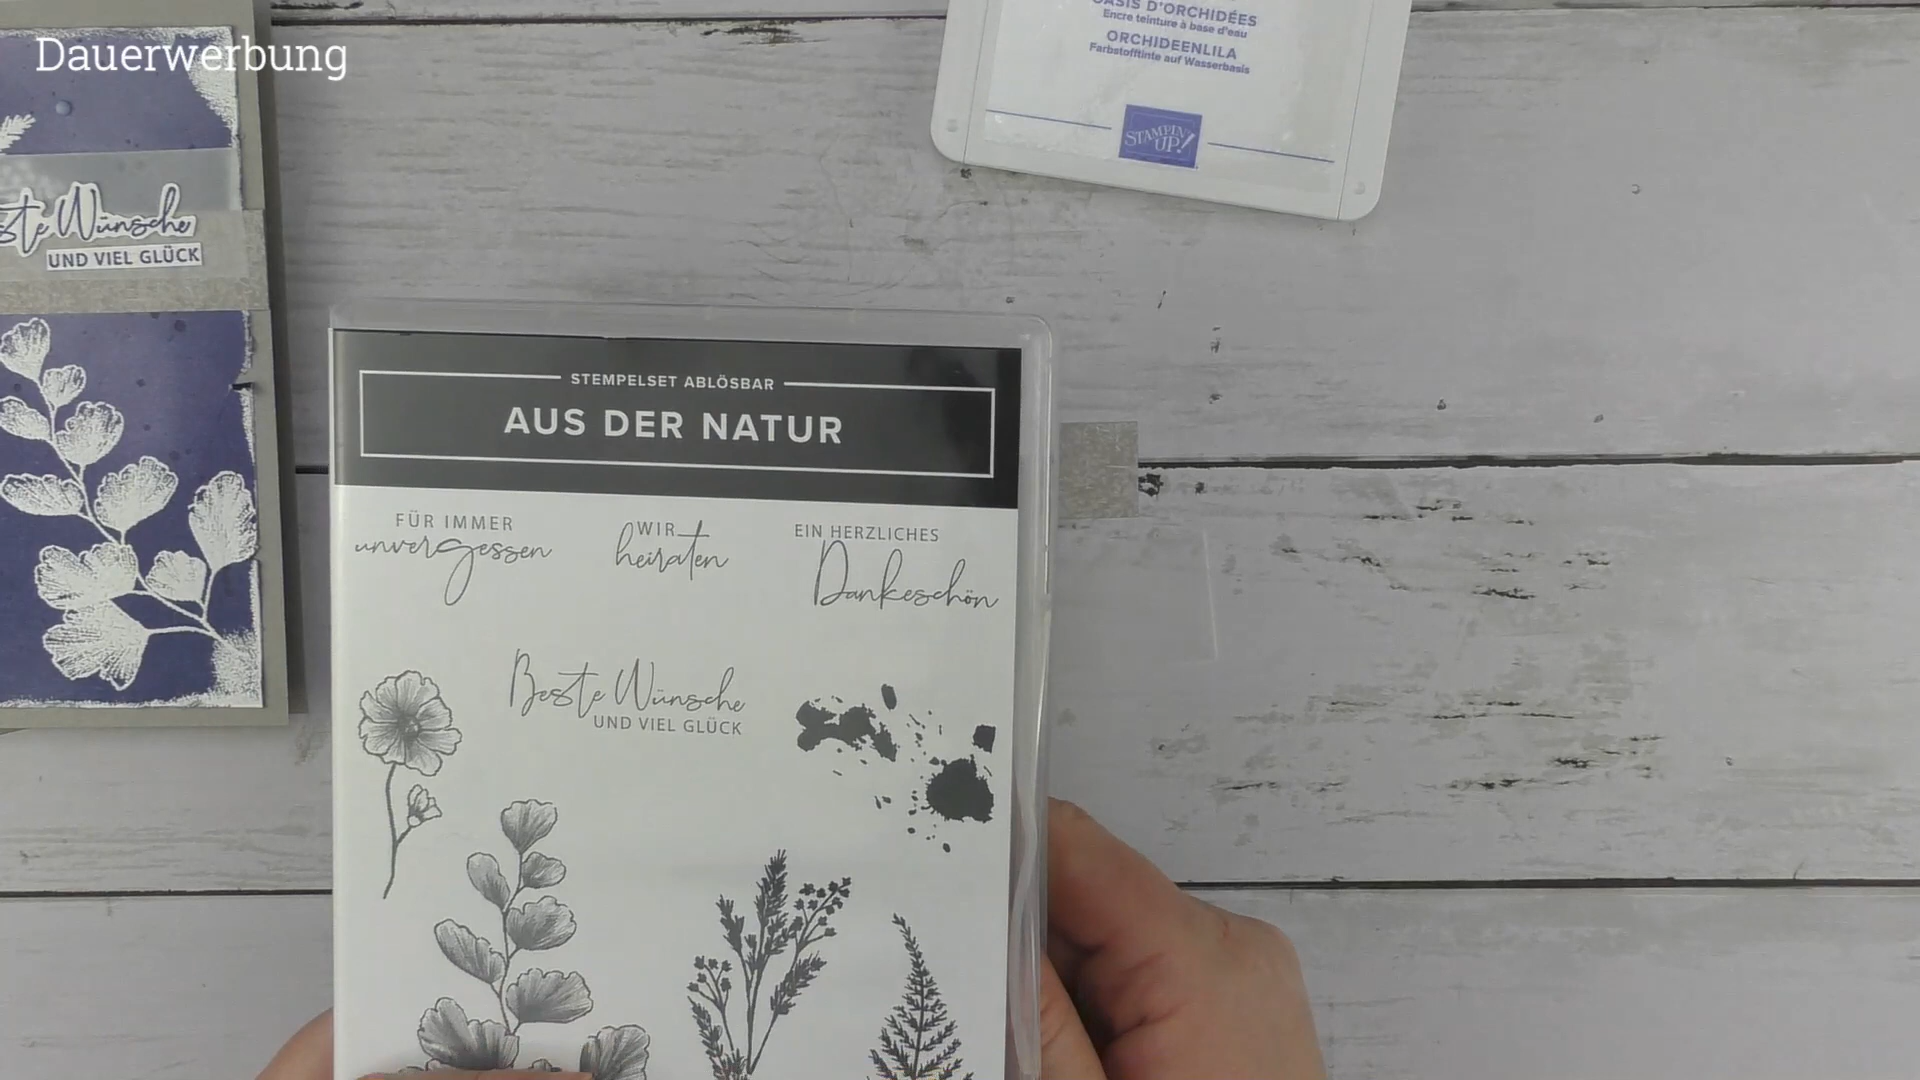 Dauerwerbung
OASIS D'ORCHIDÉES
Encre teinture à base d'eau
ORCHIDEENLILA
Farbstofftinte auf Wasserbasis
STAMPIN' UP!
Wünsche
UND VIEL GLÜCK
STEMPELSET ABLÖSBAR
AUS DER NATUR
FÜR IMMER
unvergessen
WIR
heiraten
EIN HERZLICHES
Dankeschön
Beste Wünsche
UND VIEL GLÜCK